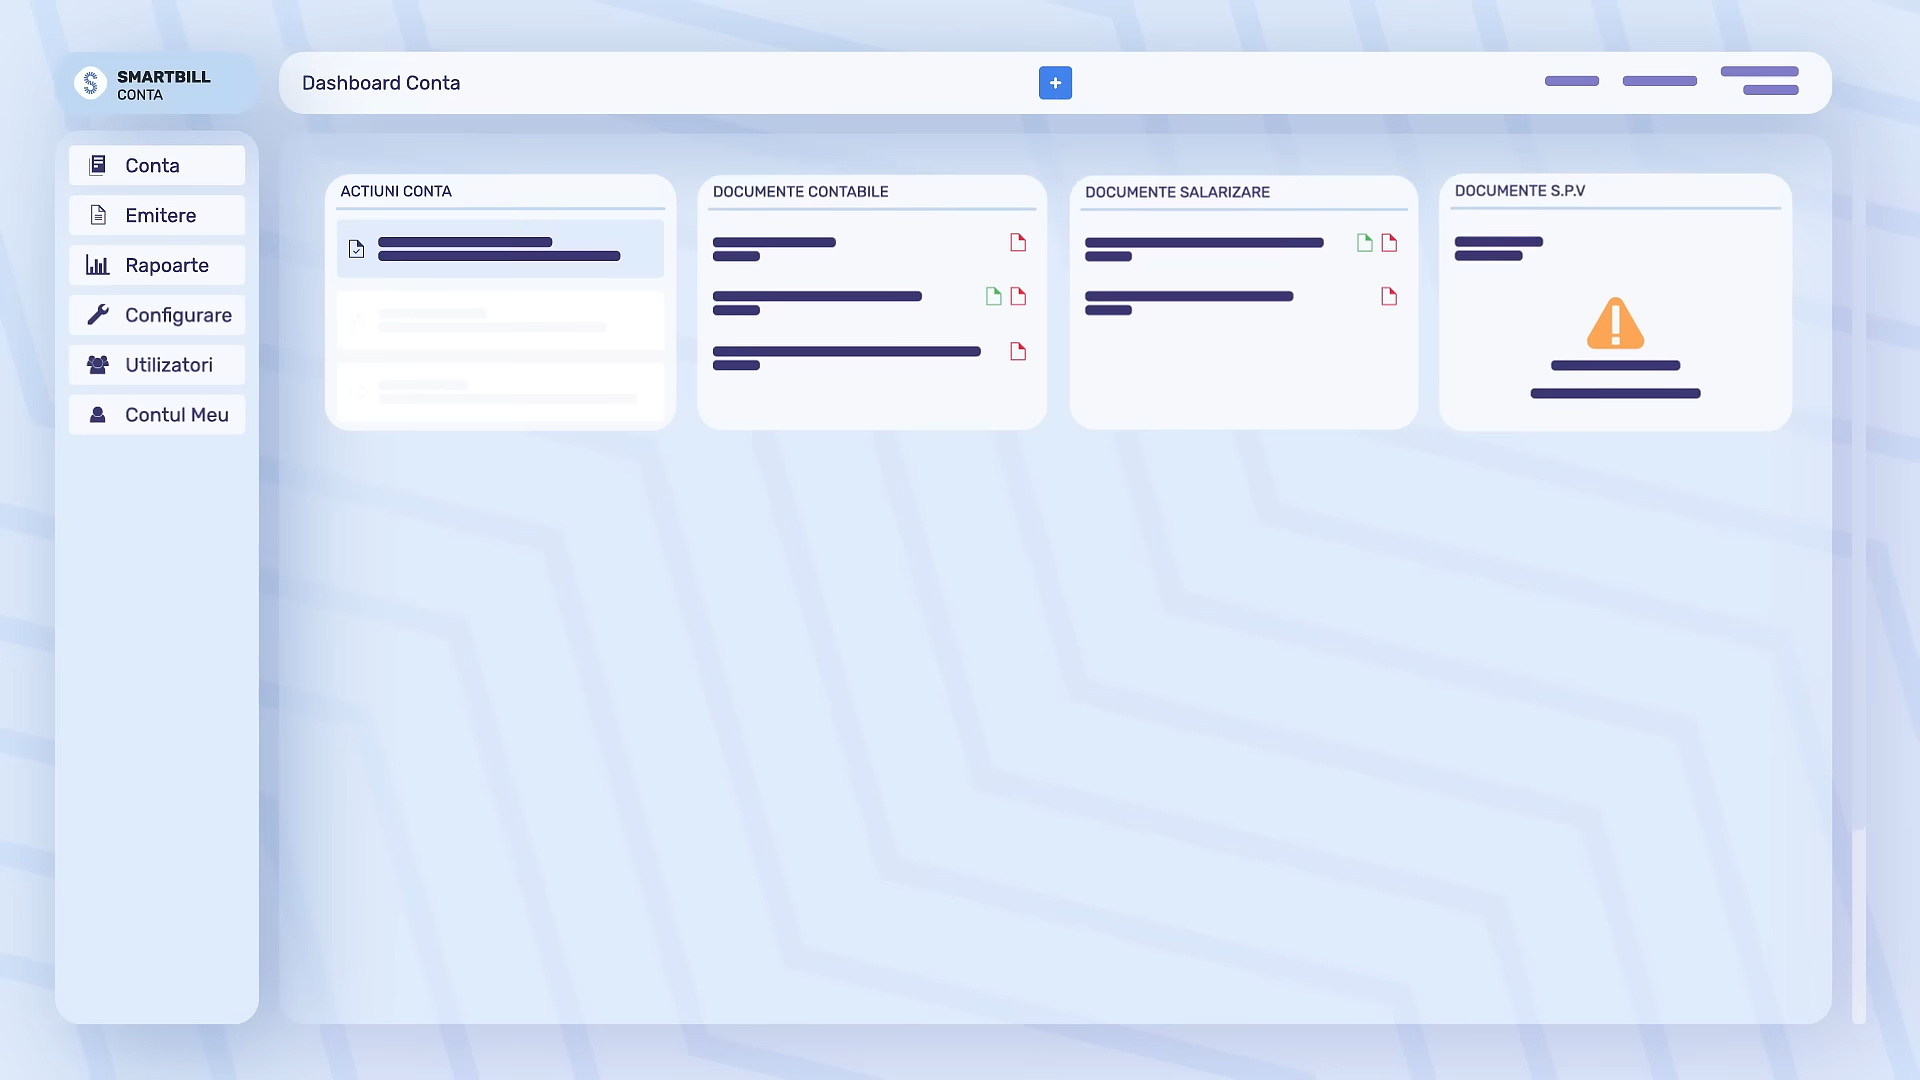 SMARTBILL
CONTA
Dashboard Conta
Conta
Emitere
Rapoarte
Configurare
Utilizatori
Contul Meu
ACTIUNI CONTA
DOCUMENTE CONTABILE
DOCUMENTE SALARIZARE
DOCUMENTE S.P.V